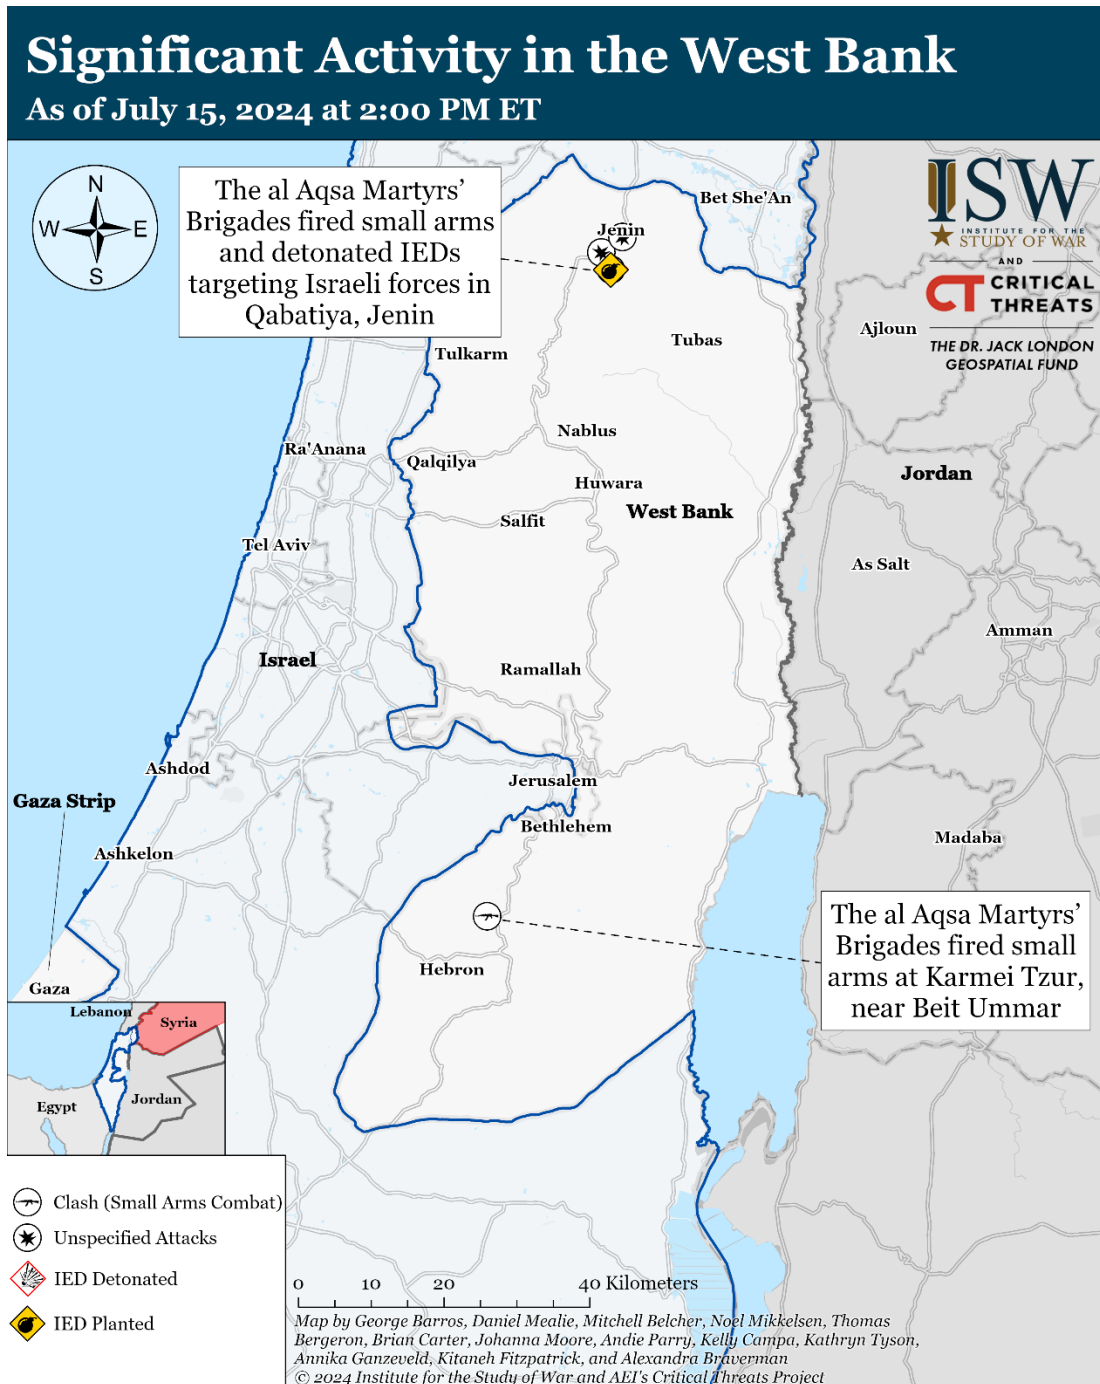 Significant Activity in the West Bank
As of July 15, 2024 at 2:00 PM ET
N
W
E
S
The al Aqsa Martyrs'
Brigades fired small arms
and detonated IEDs
targeting Israeli forces in
Qabatiya, Jenin
ISW
INSTITUTE FOR THE
STUDY OF WAR
AND
CT CRITICAL
THREATS
THE DR. JACK LONDON
GEOSPATIAL FUND
Bet She'An
Jenin
Ajloun
Tubas
Tulkarm
Nablus
Ra'Anana
Qalqilya
Jordan
Huwara
West Bank
Salfit
Tel Aviv
As Salt
Amman
Israel
Ramallah
Ashdod
Jerusalem
Gaza Strip
Bethlehem
Madaba
Ashkelon
The al Aqsa Martyrs'
Brigades fired small
arms at Karmei Tzur,
near Beit Ummar
Hebron
Gaza
Lebanon
Syria
Egypt
Jordan
Clash (Small Arms Combat)
Unspecified Attacks
IED Detonated
IED Planted
0 10 20 40 Kilometers
Map by George Barros, Daniel Mealie, Mitchell Belcher, Noel Mikkelsen, Thomas
Bergeron, Brian Carter, Johanna Moore, Andie Parry, Kelly Campa, Kathryn Tyson,
Annika Ganzeveld, Kitaneh Fitzpatrick, and Alexandra Braverman
© 2024 Institute for the Study of War and AEI's Critical Threats Project